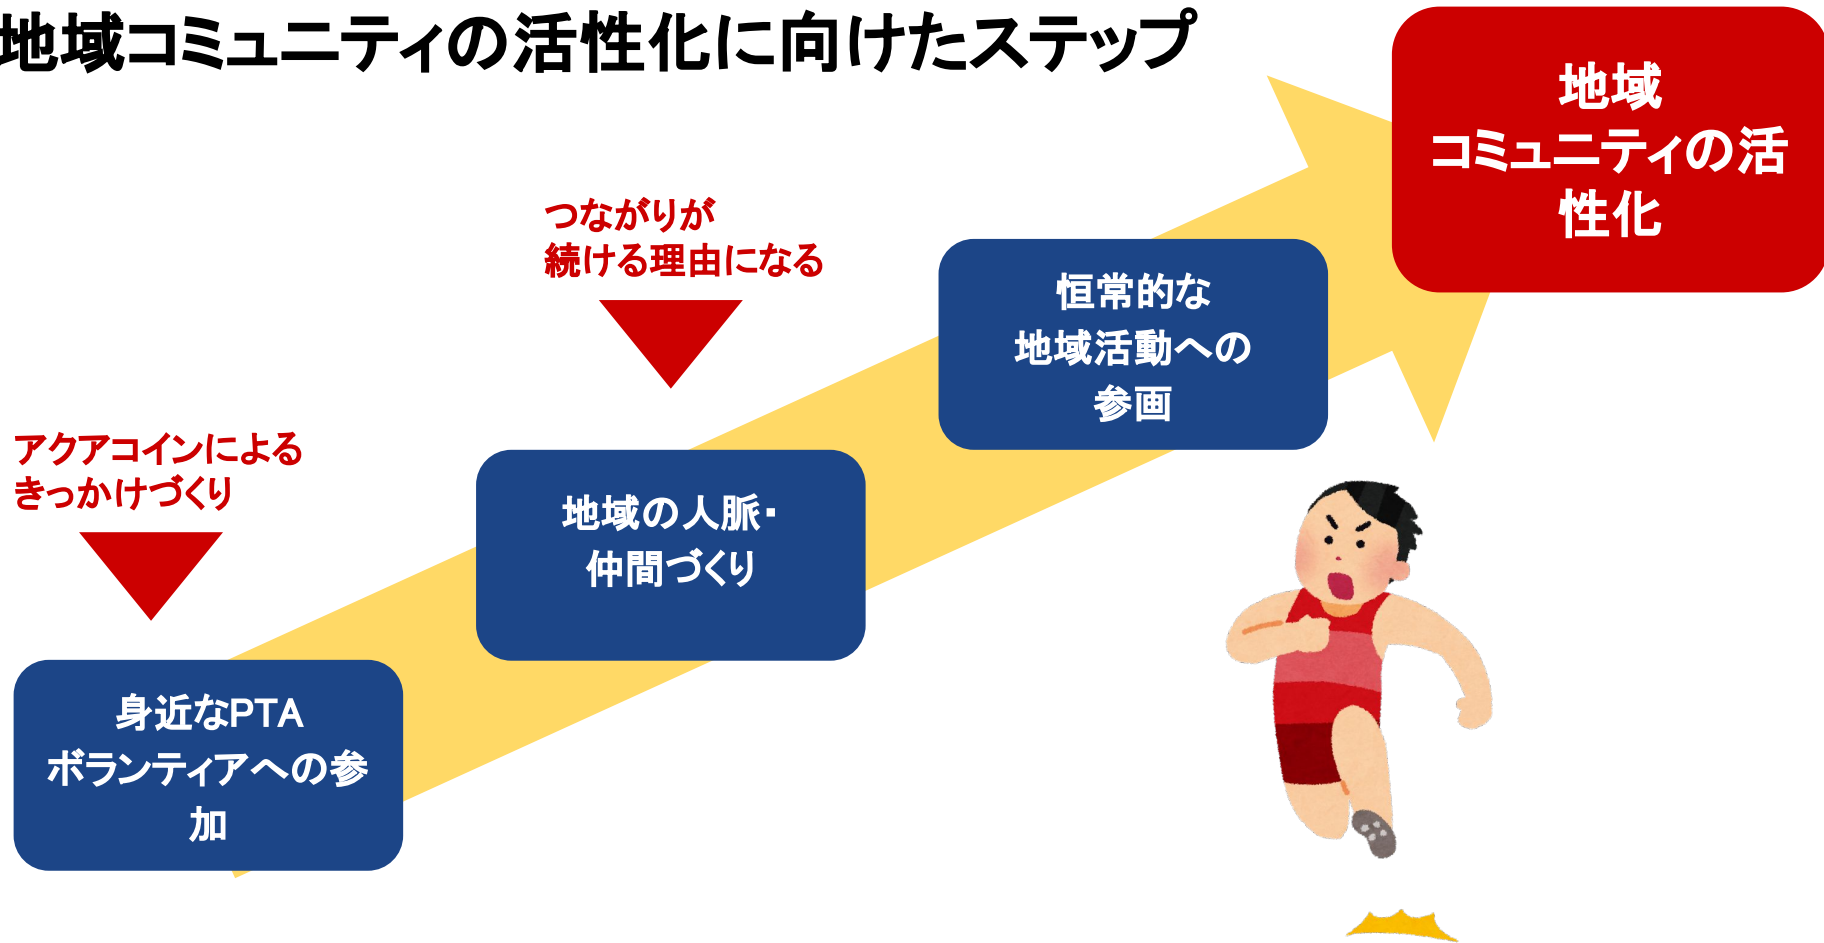 地域コミュニティの活性化に向けたステップ
地域
コミュニティの活
性化
つながりが
続ける理由になる
恒常的な
地域活動への
参画
アクアコインによる
きっかけづくり
地域の人脈・
仲間づくり
身近なPTA
ボランティアへの参
加